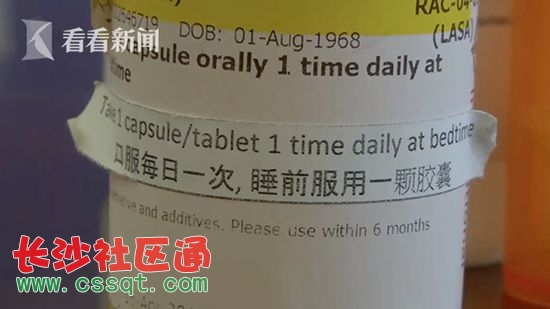 看看新闻
22646719 DOB: 01-Aug-1968
RAC-04-
(LASA)
capsule orally 1 time daily at
time
Take 1 capsule/tablet 1 time daily at bedtime
口服每日一次, 睡前服用一颗胶囊
and additives. Please use within 6 months
长沙社区通
www.cssqt.com